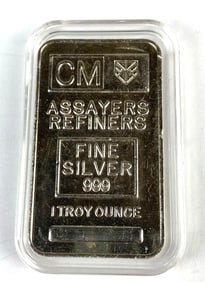 CM
ASSAYERS
REFINERS
FINE
SILVER
999
1 TROY OUNCE